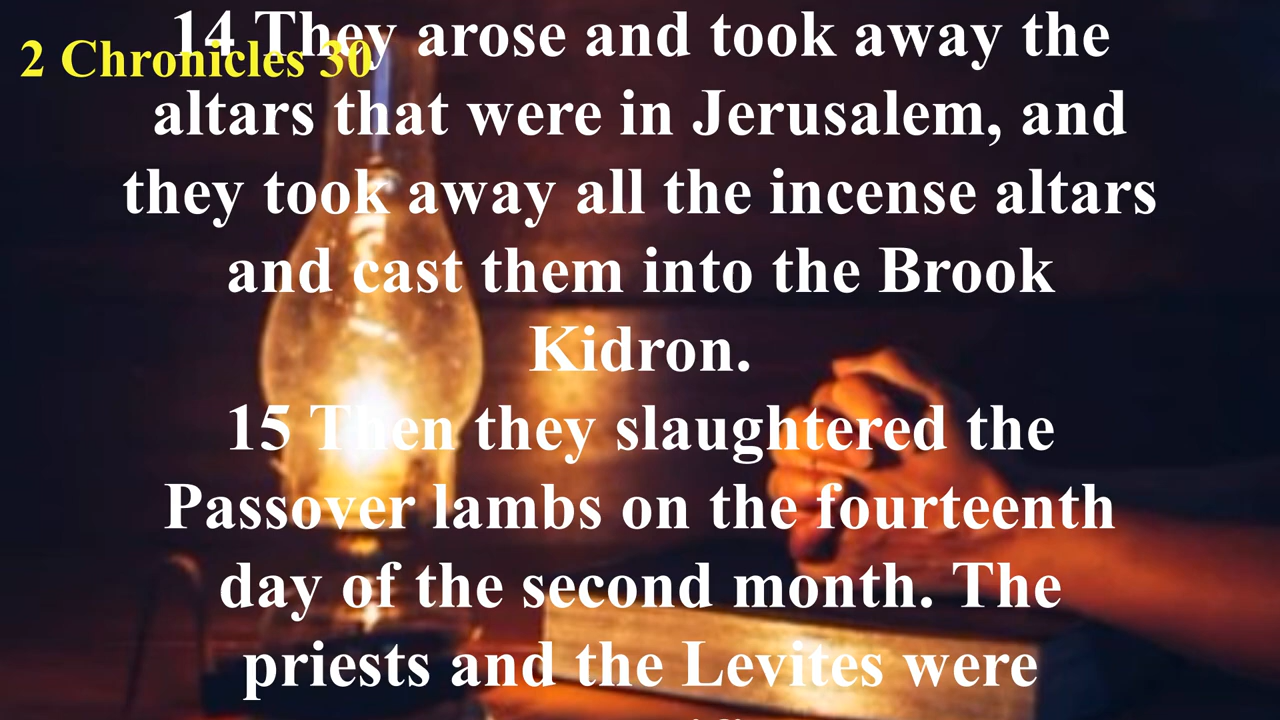 2 Chronicles 30
14 They arose and took away the
altars that were in Jerusalem, and
they took away all the incense altars
and cast them into the Brook
Kidron.
15 Then they slaughtered the
Passover lambs on the fourteenth
day of the second month. The
priests and the Levites were